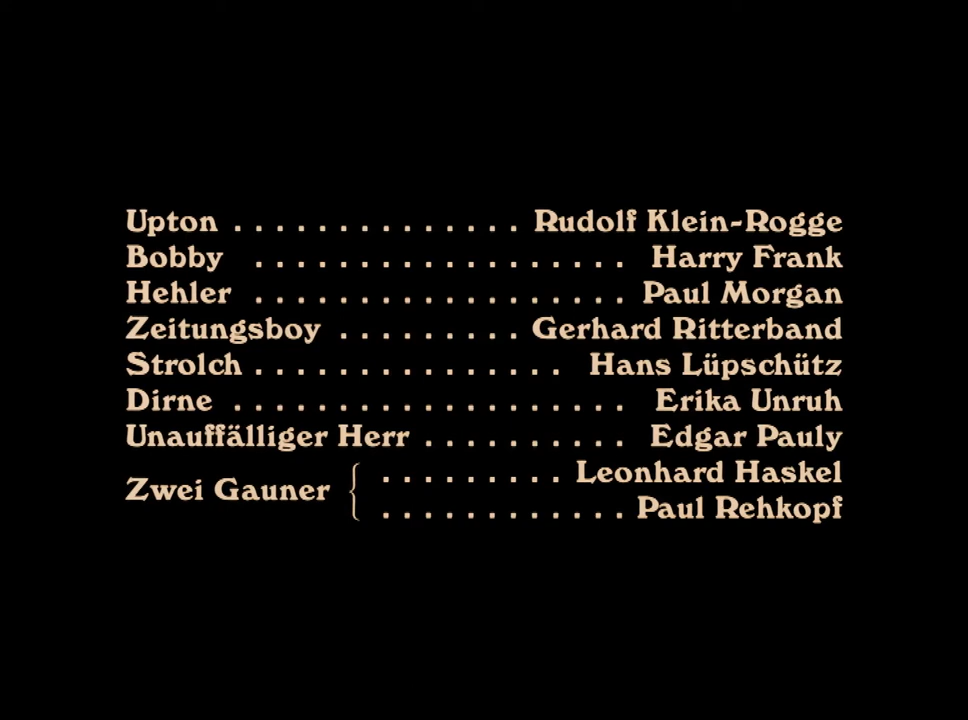 Upton . . . . . . . . . . . . . . Rudolf Klein-Rogge
Bobby . . . . . . . . . . . . . . . . . . Harry Frank
Hehler . . . . . . . . . . . . . . . . . . Paul Morgan
Zeitungsboy . . . . . . . . . Gerhard Ritterband
Strolch . . . . . . . . . . . . . . . Hans Lüpschütz
Dirne . . . . . . . . . . . . . . . . . . . Erika Unruh
Unauffälliger Herr . . . . . . . . . . Edgar Pauly
Zwei Gauner { . . . . . . . . . Leonhard Haskel
. . . . . . . . . . . . Paul Rehkopf